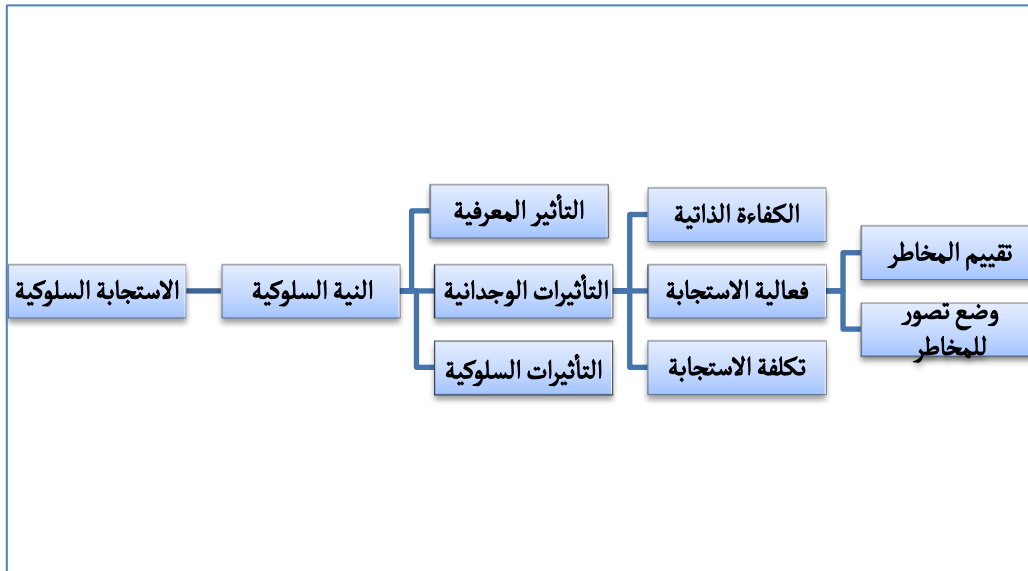 تقييم المخاطر
وضع تصور
للمخاطر
الكفاءة الذاتية
فعالية الاستجابة
تكلفة الاستجابة
التأثير المعرفية
التأثيرات الوجدانية
التأثيرات السلوكية
النية السلوكية
الاستجابة السلوكية